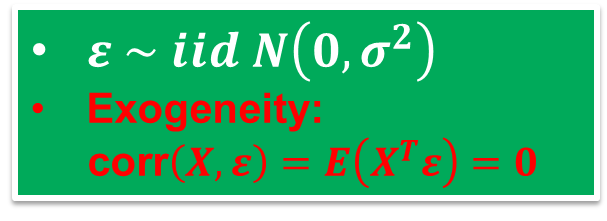 • ε ~ iid N(0, σ²)
• Exogeneity:
corr(X, ε) = E(Xᵀε) = 0